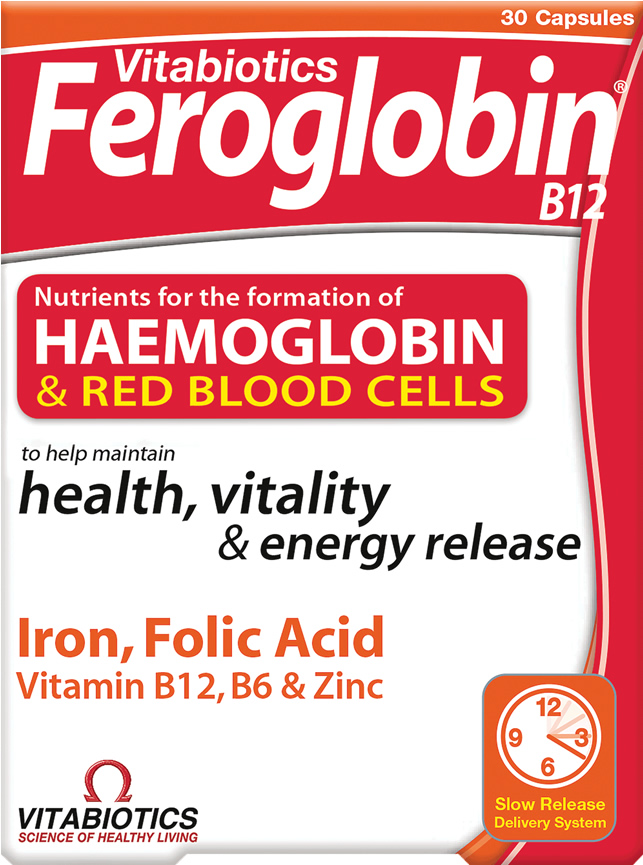 30 Capsules
Vitabiotics
Feroglobin®
B12
Nutrients for the formation of
HAEMOGLOBIN
& RED BLOOD CELLS
to help maintain
health, vitality
& energy release
Iron, Folic Acid
Vitamin B12, B6 & Zinc
12
9 3
6
Slow Release
Delivery System
VITABIOTICS
SCIENCE OF HEALTHY LIVING